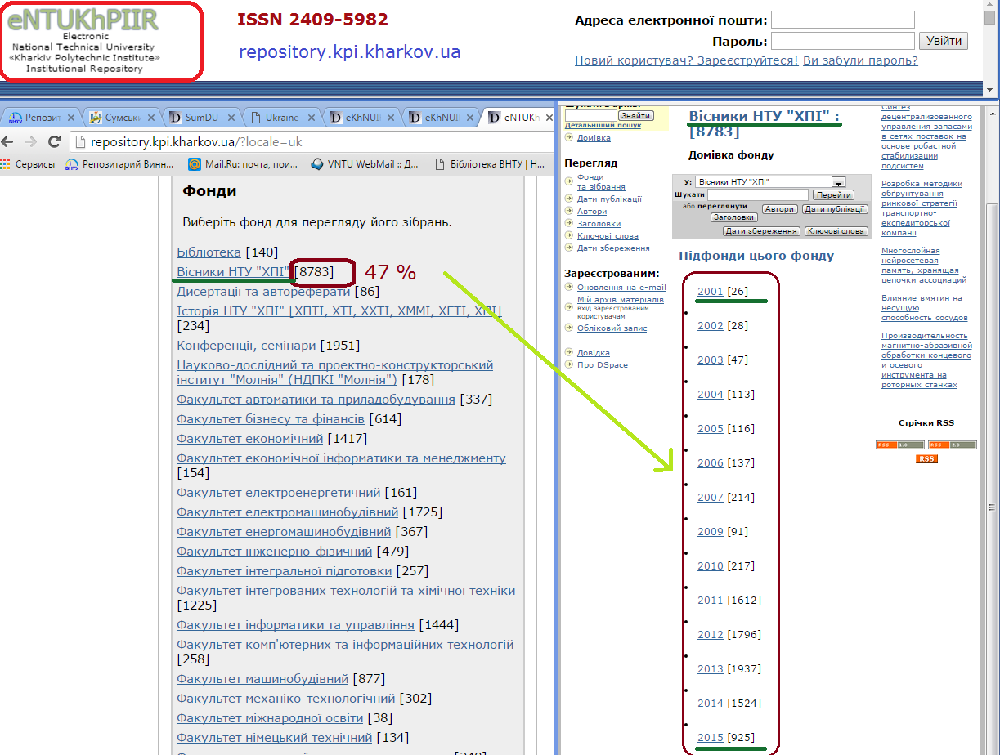 eNTUKhPIIR
Electronic
National Technical University
«Kharkiv Polytechnic Institute»
Institutional Repository
ISSN 2409-5982
repository.kpi.kharkov.ua
Адреса електронної пошти:
Пароль:
Увійти
Новий користувач? Зареєструйтеся! Ви забули пароль?
Репозит
Сумськи
SumDU
Ukraine
eKhNUII
eKhNUII
eNTUKh
repository.kpi.kharkov.ua/?locale=uk
Сервисы
Репозитарий Винн...
Mail.Ru: почта, пои...
VNTU WebMail :: Д...
Бібліотека ВНТУ | Н...
Фонди
Виберіть фонд для перегляду його зібрань.
Бібліотека [140]
Вісники НТУ "ХПІ" [8783] 47 %
Дисертації та автореферати [86]
Історія НТУ "ХПІ" [ХПТІ, ХТІ, ХХТІ, ХММІ, ХЕТІ, ХПІ]
[234]
Конференції, семінари [1951]
Науково-дослідний та проектно-конструкторський
інститут "Молнія" (НДПКІ "Молнія") [178]
Факультет автоматики та приладобудування [337]
Факультет бізнесу та фінансів [614]
Факультет економічний [1417]
Факультет економічної інформатики та менеджменту
[154]
Факультет електроенергетичний [161]
Факультет електромашинобудівний [1725]
Факультет енергомашинобудівний [367]
Факультет інженерно-фізичний [479]
Факультет інтегральної підготовки [257]
Факультет інтегрованих технологій та хімічної техніки
[1225]
Факультет інформатики та управління [1444]
Факультет комп'ютерних та інформаційних технологій
[258]
Факультет машинобудівний [877]
Факультет механіко-технологічний [302]
Факультет міжнародної освіти [38]
Факультет німецький технічний [134]
Знайти
Детальніший пошук
Домівка
Перегляд
Фонди
та зібрання
Дати публікації
Автори
Заголовки
Ключові слова
Дати збереження
Зареєстрованим:
Оновлення на e-mail
Мій архів матеріалів
вхід зареєстрованим
користувачам
Обліковий запис
Довідка
Про DSpace
Вісники НТУ "ХПІ" :
[8783]
Домівка фонду
У: Вісники НТУ "ХПІ"
Шукати
Перейти
або переглянути
Автори
Дати публікації
Заголовки
Дати збереження
Ключові слова
Підфонди цього фонду
2001 [26]
2002 [28]
2003 [47]
2004 [113]
2005 [116]
2006 [137]
2007 [214]
2009 [91]
2010 [217]
2011 [1612]
2012 [1796]
2013 [1937]
2014 [1524]
2015 [925]
Синтез
децентрализованного
управления запасами
в сетях поставок на
основе робастной
стабилизации
подсистем
Розробка методики
обґрунтування
ринкової стратегії
транспортно-
експедиторської
компанії
Многослойная
нейросетевая
память, хранящая
цепочки ассоциаций
Влияние вмятин на
несущую
способность сосудов
Производительность
магнитно-абразивной
обработки концевого
и осевого
инструмента на
роторных станках
Стрічки RSS
RSS 1.0
RSS 2.0
RSS